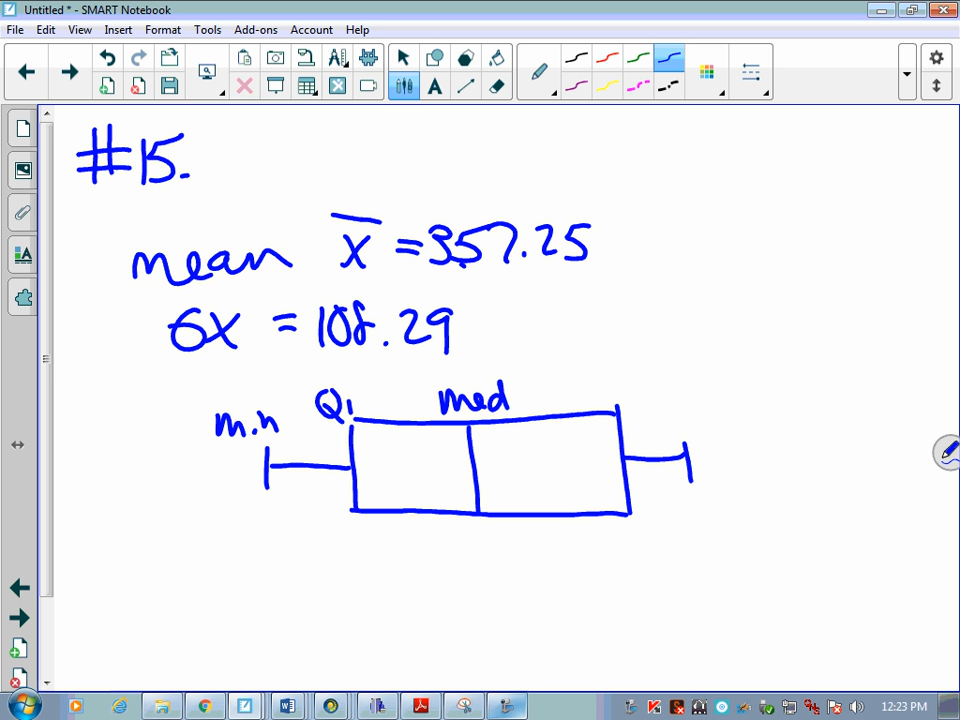 Untitled * - SMART Notebook
File Edit View Insert Format Tools Add-ons Account Help
#15.
mean x̅ = 357.25
σx = 108.29
min Q1 med
12:23 PM